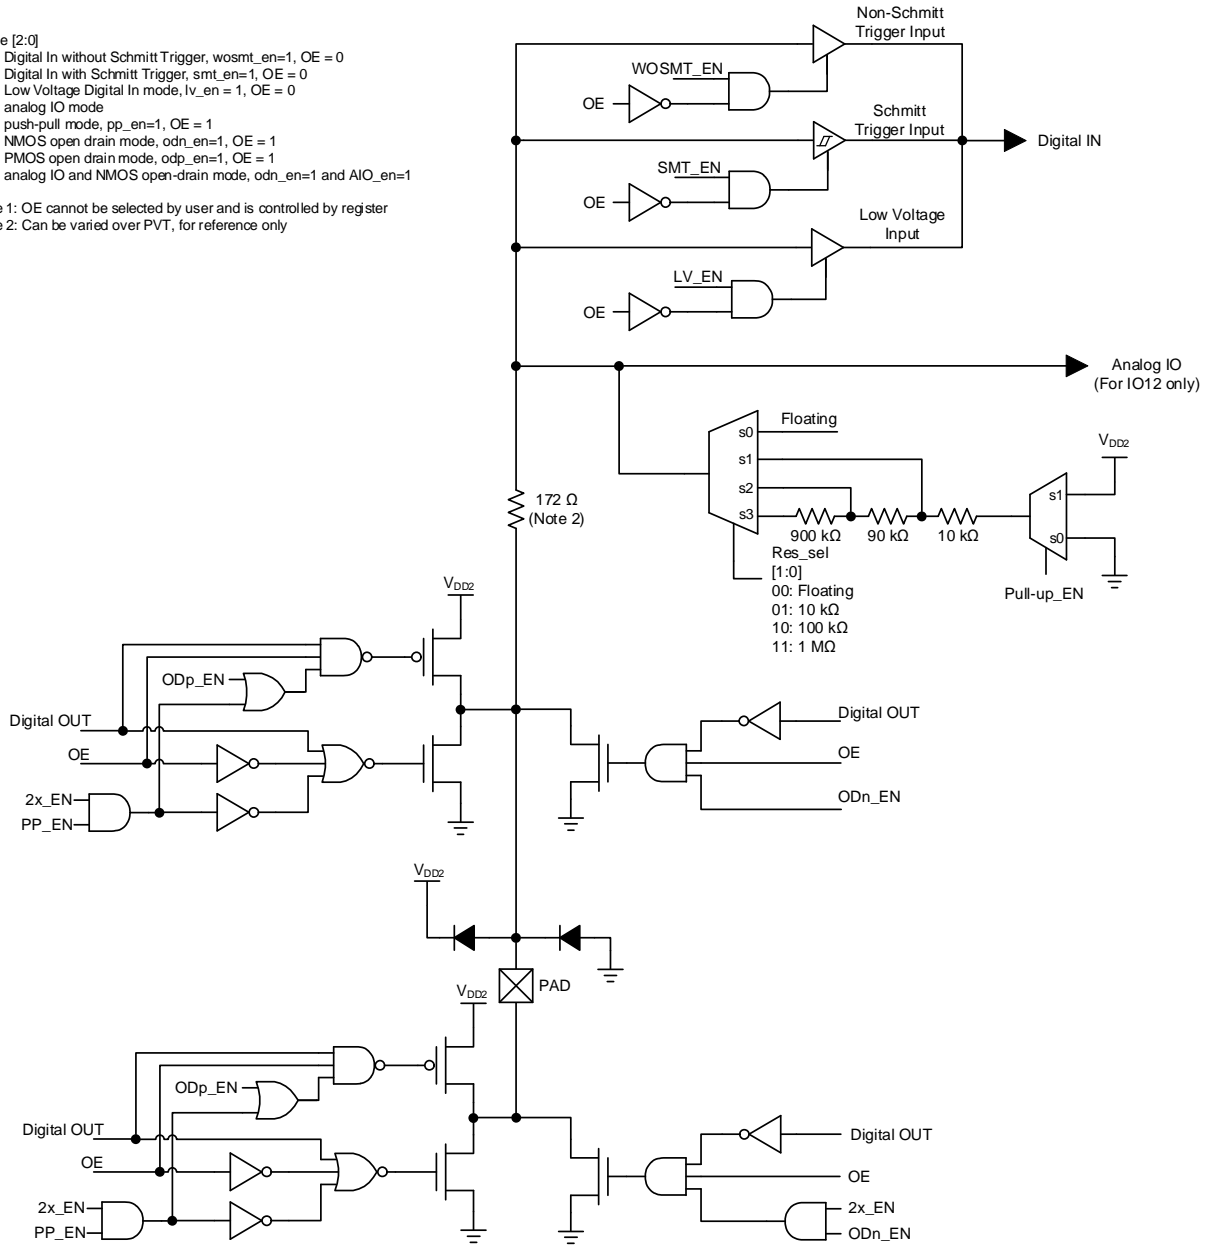 e [2:0]
Digital In without Schmitt Trigger, wosmt_en=1, OE = 0
Digital In with Schmitt Trigger, smt_en=1, OE = 0
Low Voltage Digital In mode, lv_en = 1, OE = 0
analog IO mode
push-pull mode, pp_en=1, OE = 1
NMOS open drain mode, odn_en=1, OE = 1
PMOS open drain mode, odp_en=1, OE = 1
analog IO and NMOS open-drain mode, odn_en=1 and AIO_en=1
e 1: OE cannot be selected by user and is controlled by register
e 2: Can be varied over PVT, for reference only
Non-Schmitt
Trigger Input
WOSMT_EN
OE
Schmitt
Trigger Input
Digital IN
SMT_EN
OE
Low Voltage
Input
LV_EN
OE
Analog IO
(For IO12 only)
Floating
s0
s1
s2
s3
900 kΩ
90 kΩ
10 kΩ
VDD2
s1
s0
Pull-up_EN
Res_sel
[1:0]
00: Floating
01: 10 kΩ
10: 100 kΩ
11: 1 MΩ
172 Ω
(Note 2)
VDD2
ODp_EN
Digital OUT
OE
2x_EN
PP_EN
Digital OUT
OE
ODn_EN
VDD2
PAD
VDD2
ODp_EN
Digital OUT
OE
2x_EN
PP_EN
Digital OUT
OE
2x_EN
ODn_EN